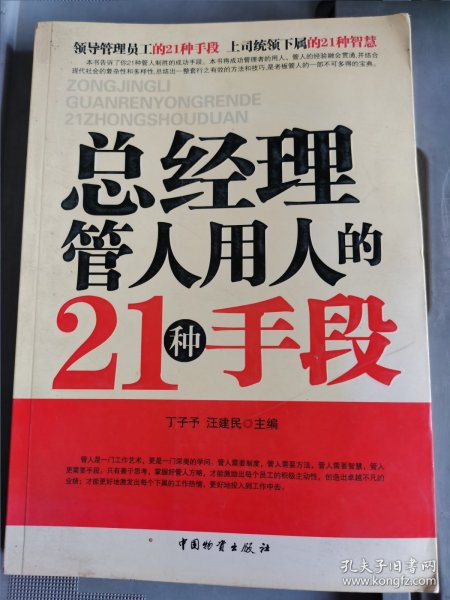 领导管理员工的21种手段 上司统领下属的21种智慧
本书告诉了你21种管人制胜的成功手段。本书将成功管理者的用人、管人的经验融会贯通,并结合
现代社会的复杂性和多样性,总结出一整套行之有效的方法和技巧,是老板管人的一部不可多得的宝典。
ZONGJINGLI
GUANRENYONGRENDE
21ZHONGSHOUDUAN
总经理
管人用人的
21种手段
丁子予 汪建民○主编
管人是一门工作艺术,更是一门深奥的学问。管人需要制度,管人需要方法,管人需要智慧,管人
更需要手段。只有善于思考,掌握好管人方略,才能激励出每个员工的积极主动性,创造出卓越不凡的
业绩;才能更好地激发出每个下属的工作热情,更好地投入到工作中去。
中国物资出版社
孔夫子旧书网
www.kongfz.com